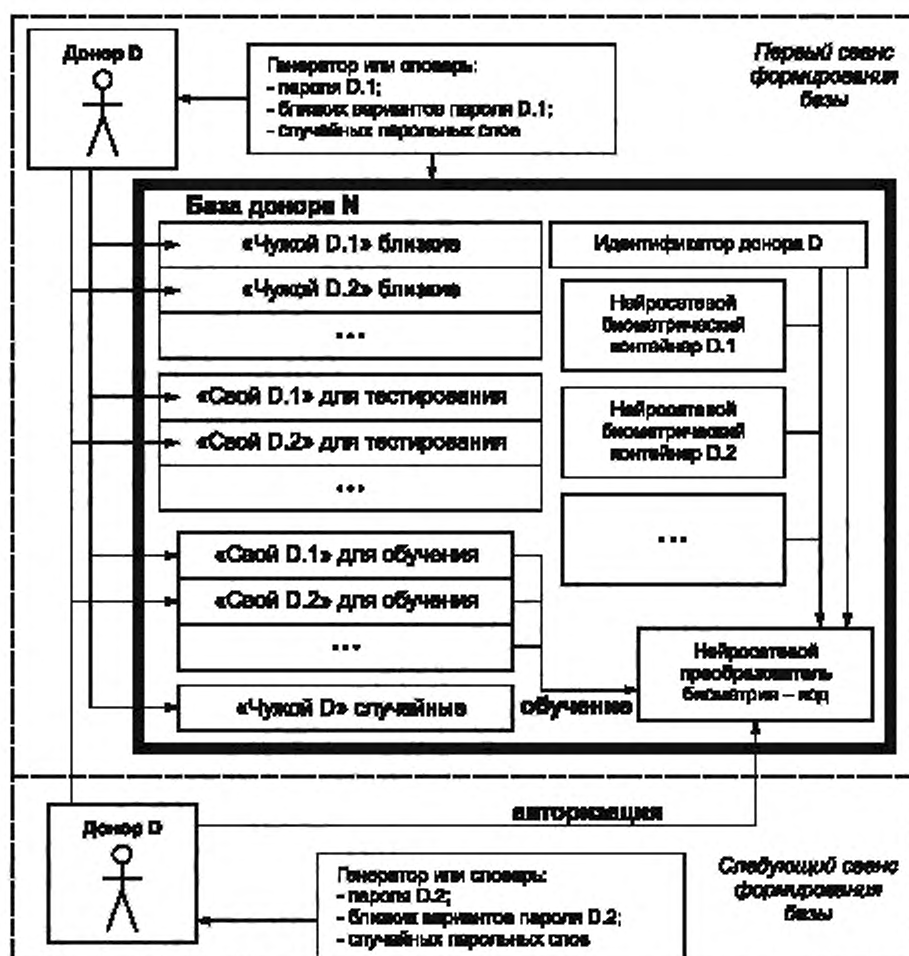 Донор D
Генератор или словарь:
- пароля D.1;
- близких вариантов пароля D.1;
- случайных парольных слов
Первый сеанс
формирования
базы
База донора N
«Чужой D.1» близкие
«Чужой D.2» близкие
...
«Свой D.1» для тестирования
«Свой D.2» для тестирования
...
«Свой D.1» для обучения
«Свой D.2» для обучения
...
«Чужой D» случайные
Идентификатор донора D
Нейросетевой
биометрический
контейнер D.1
Нейросетевой
биометрический
контейнер D.2
...
обучение
Нейросетевой
преобразователь
биометрия – код
авторизация
Донор D
Генератор или словарь:
- пароля D.2;
- близких вариантов пароля D.2;
- случайных парольных слов
Следующий сеанс
формирования
базы